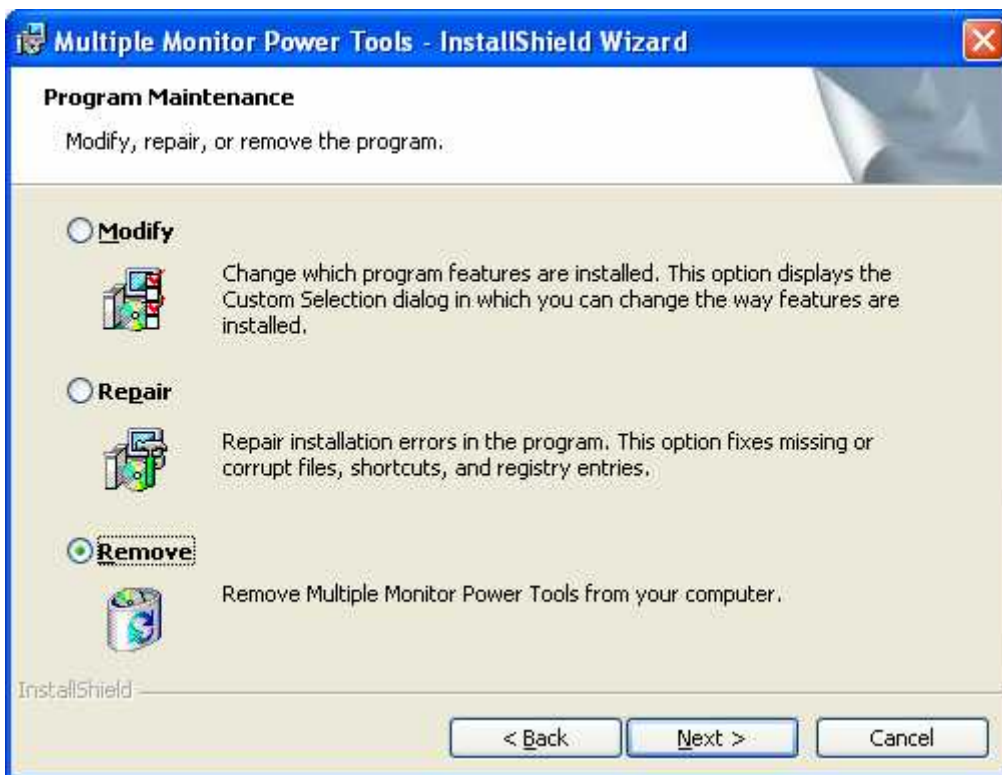 Multiple Monitor Power Tools - InstallShield Wizard
Program Maintenance
Modify, repair, or remove the program.
Modify
Change which program features are installed. This option displays the
Custom Selection dialog in which you can change the way features are
installed.
Repair
Repair installation errors in the program. This option fixes missing or
corrupt files, shortcuts, and registry entries.
Remove
Remove Multiple Monitor Power Tools from your computer.
InstallShield
< Back Next > Cancel